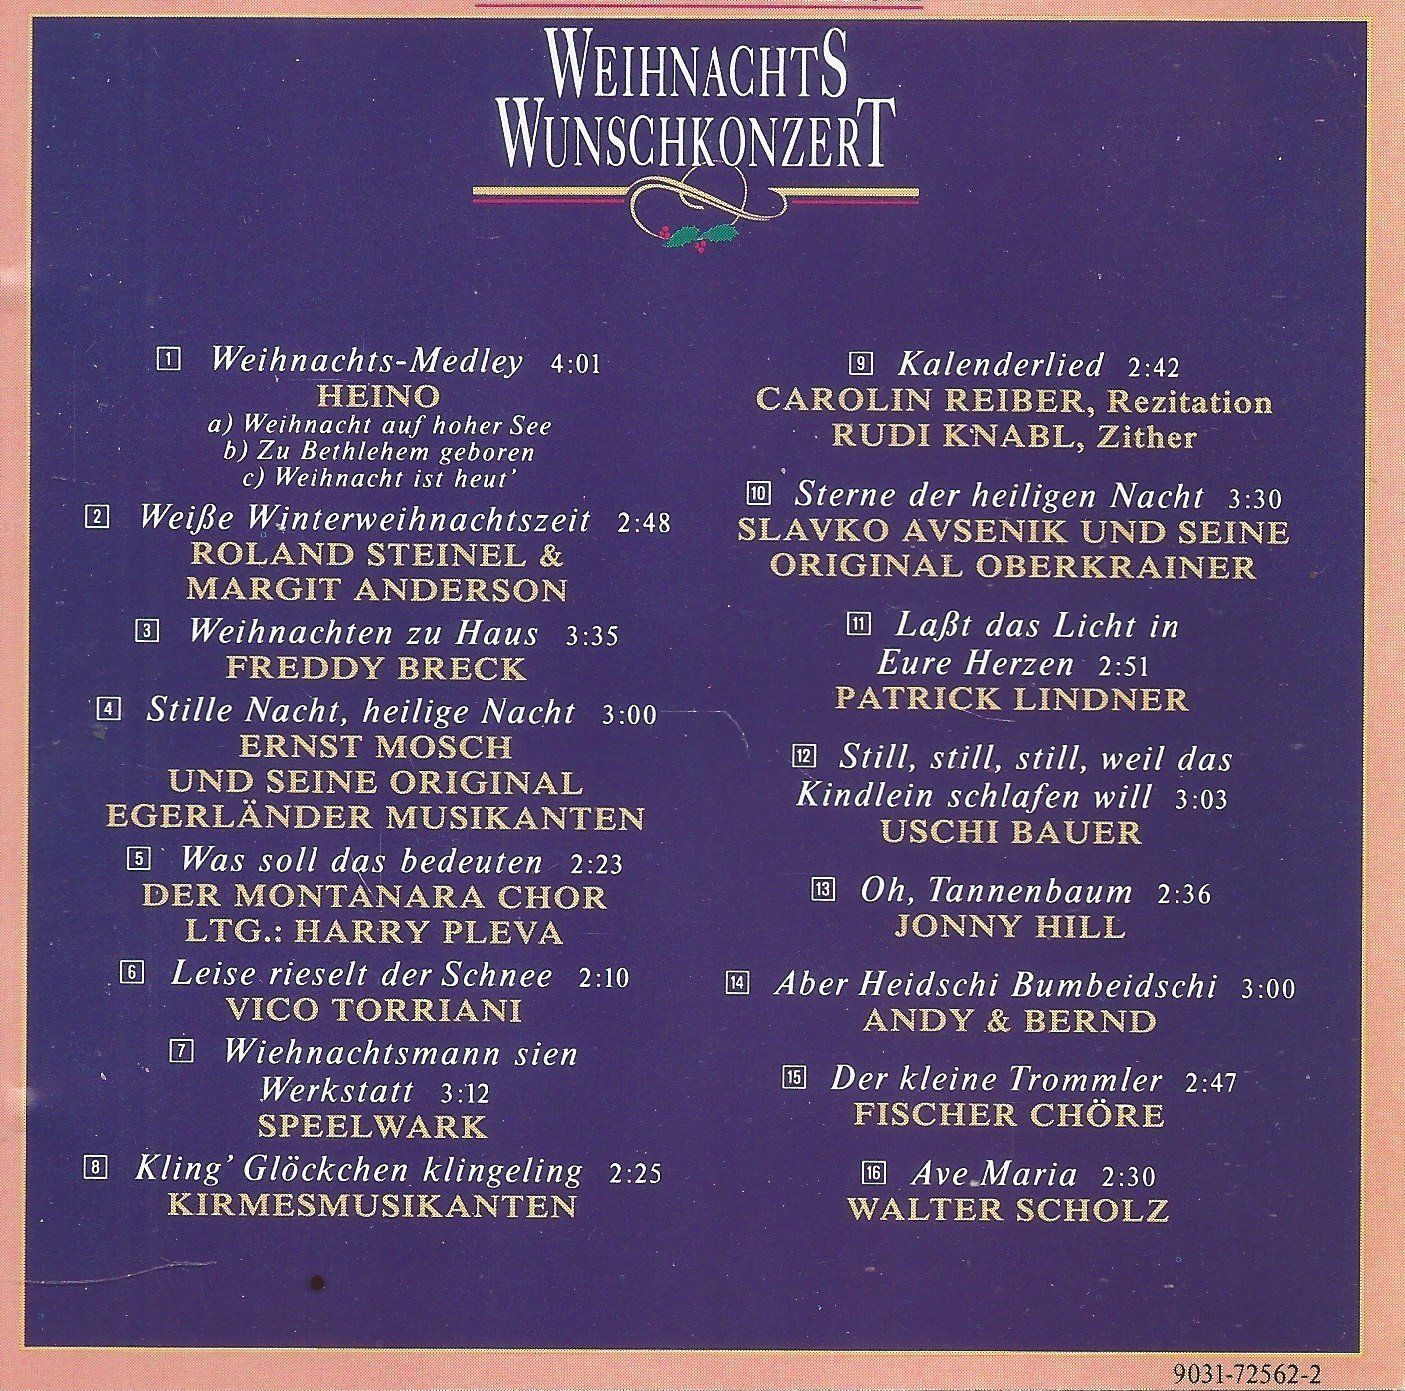 WEIHNACHTS
WUNSCHKONZERT
1 Weihnachts-Medley 4:01
HEINO
a) Weihnacht auf hoher See
b) Zu Bethlehem geboren
c) Weihnacht ist heut'
2 Weiße Winterweihnachtszeit 2:48
ROLAND STEINEL &
MARGIT ANDERSON
3 Weihnachten zu Haus 3:35
FREDDY BRECK
4 Stille Nacht, heilige Nacht 3:00
ERNST MOSCH
UND SEINE ORIGINAL
EGERLÄNDER MUSIKANTEN
5 Was soll das bedeuten 2:23
DER MONTANARA CHOR
LTG.: HARRY PLEVA
6 Leise rieselt der Schnee 2:10
VICO TORRIANI
7 Wiehnachtsmann sien
Werkstatt 3:12
SPEELWARK
8 Kling' Glöckchen klingeling 2:25
KIRMESMUSIKANTEN
9 Kalenderlied 2:42
CAROLIN REIBER, Rezitation
RUDI KNABL, Zither
10 Sterne der heiligen Nacht 3:30
SLAVKO AVSENIK UND SEINE
ORIGINAL OBERKRAINER
11 Laßt das Licht in
Eure Herzen 2:51
PATRICK LINDNER
12 Still, still, still, weil das
Kindlein schlafen will 3:03
USCHI BAUER
13 Oh, Tannenbaum 2:36
JONNY HILL
14 Aber Heidschi Bumbeidschi 3:00
ANDY & BERND
15 Der kleine Trommler 2:47
FISCHER CHÖRE
16 Ave Maria 2:30
WALTER SCHOLZ
9031-72562-2